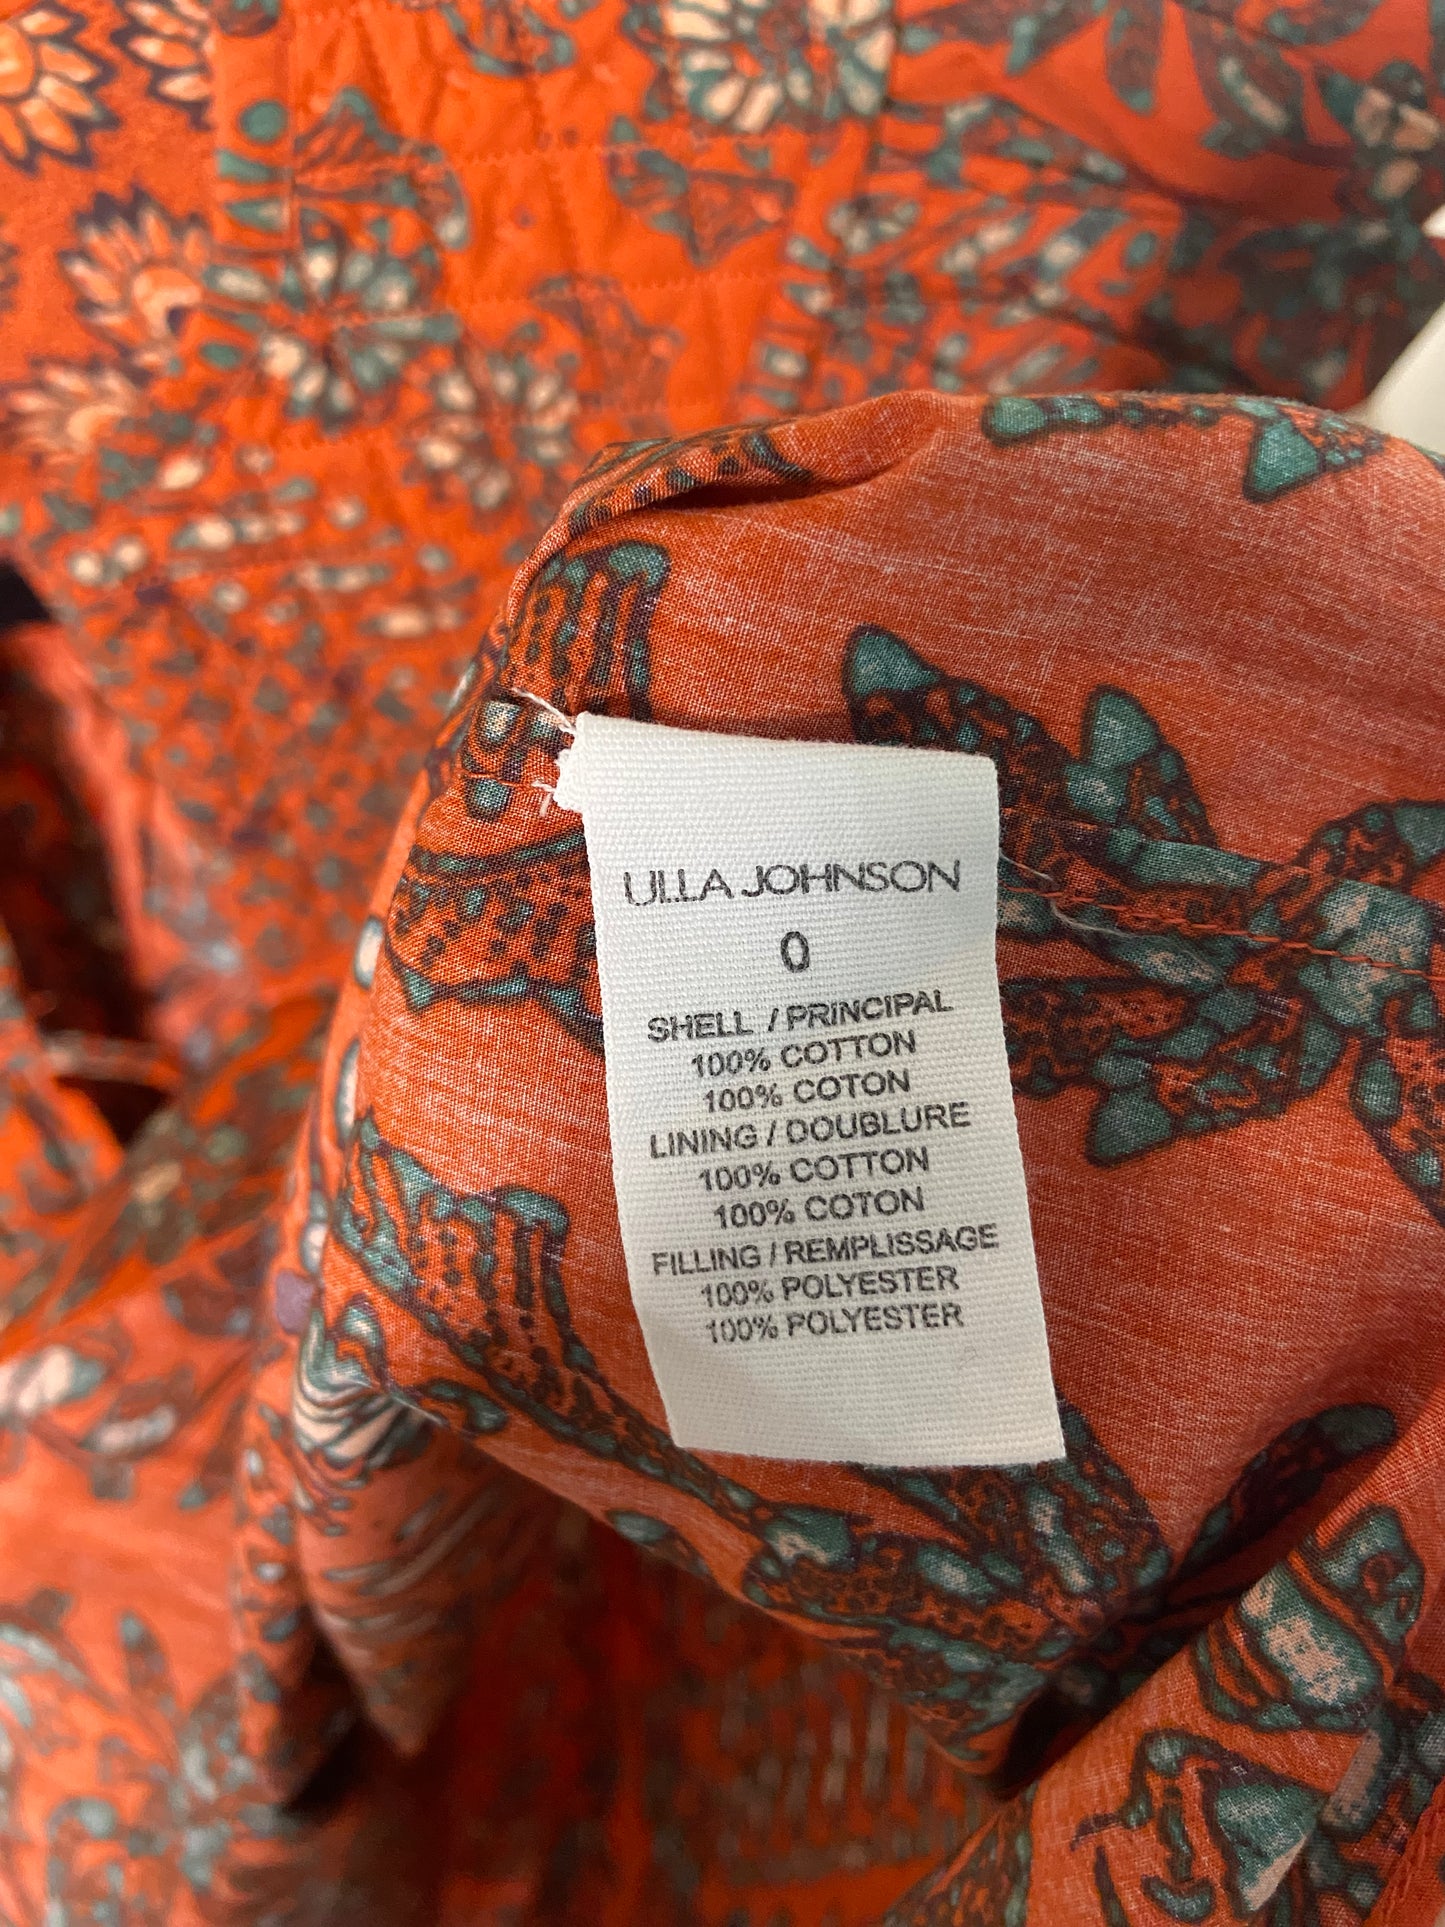 ULLA JOHNSON
0
SHELL / PRINCIPAL
100% COTTON
100% COTON
LINING / DOUBLURE
100% COTTON
100% COTON
FILLING / REMPLISSAGE
100% POLYESTER
100% POLYESTER